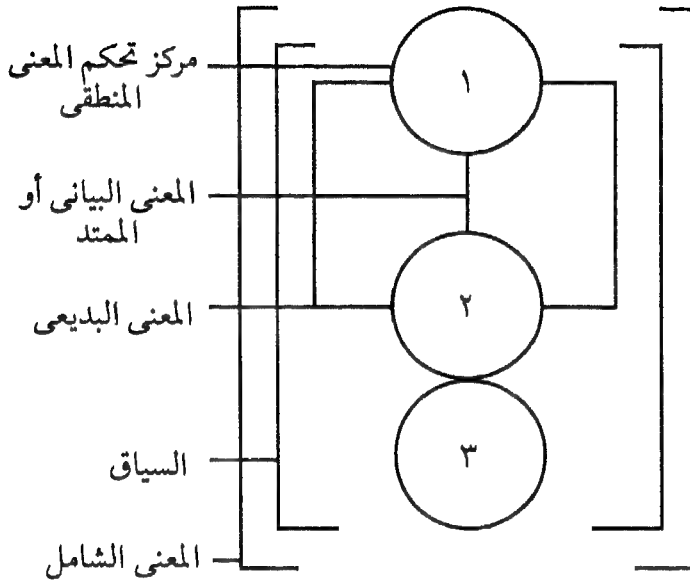 ١
مركز تحكم المعنى
المنطقى
المعنى البيانى أو
الممتد
٢
المعنى البديعى
٣
السياق
المعنى الشامل